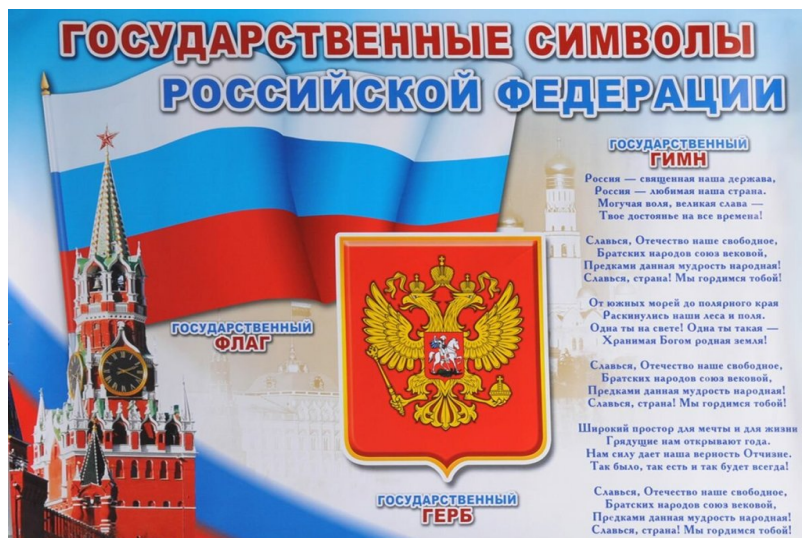 ГОСУДАРСТВЕННЫЕ СИМВОЛЫ
РОССИЙСКОЙ ФЕДЕРАЦИИ
ГОСУДАРСТВЕННЫЙ
ФЛАГ
ГОСУДАРСТВЕННЫЙ
ГЕРБ
ГОСУДАРСТВЕННЫЙ
ГИМН
Россия — священная наша держава,
Россия — любимая наша страна.
Могучая воля, великая слава —
Твое достоянье на все времена!
Славься, Отечество наше свободное,
Братских народов союз вековой,
Предками данная мудрость народная!
Славься, страна! Мы гордимся тобой!
От южных морей до полярного края
Раскинулись наши леса и поля.
Одна ты на свете! Одна ты такая —
Хранимая Богом родная земля!
Славься, Отечество наше свободное,
Братских народов союз вековой,
Предками данная мудрость народная!
Славься, страна! Мы гордимся тобой!
Широкий простор для мечты и для жизни
Грядущие нам открывают года.
Нам силу дает наша верность Отчизне.
Так было, так есть и так будет всегда!
Славься, Отечество наше свободное,
Братских народов союз вековой,
Предками данная мудрость народная!
Славься, страна! Мы гордимся тобой!